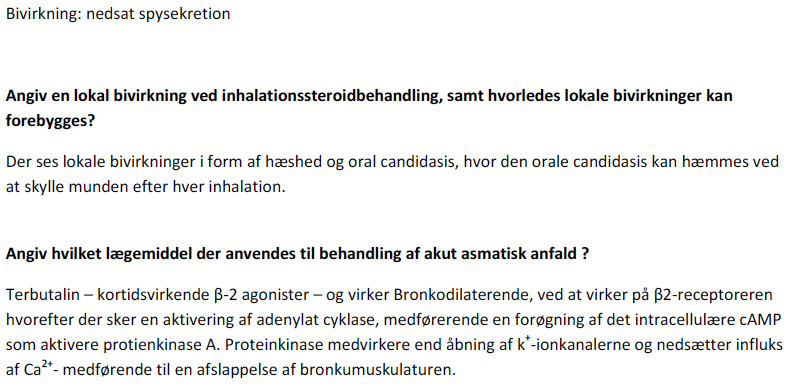 Bivirkning: nedsat spysekretion
Angiv en lokal bivirkning ved inhalationssteroidbehandling, samt hvorledes lokale bivirkninger kan
forebygges?
Der ses lokale bivirkninger i form af hæshed og oral candidasis, hvor den orale candidasis kan hæmmes ved
at skylle munden efter hver inhalation.
Angiv hvilket lægemiddel der anvendes til behandling af akut asmatisk anfald ?
Terbutalin – kortidsvirkende β-2 agonister – og virker Bronkodilaterende, ved at virker på β2-receptoreren
hvorefter der sker en aktivering af adenylat cyklase, medførerende en forøgning af det intracellulære cAMP
som aktivere protienkinase A. Proteinkinase medvirkere end åbning af k⁺-ionkanalerne og nedsætter influks
af Ca²⁺- medførende til en afslappelse af bronkumuskulaturen.